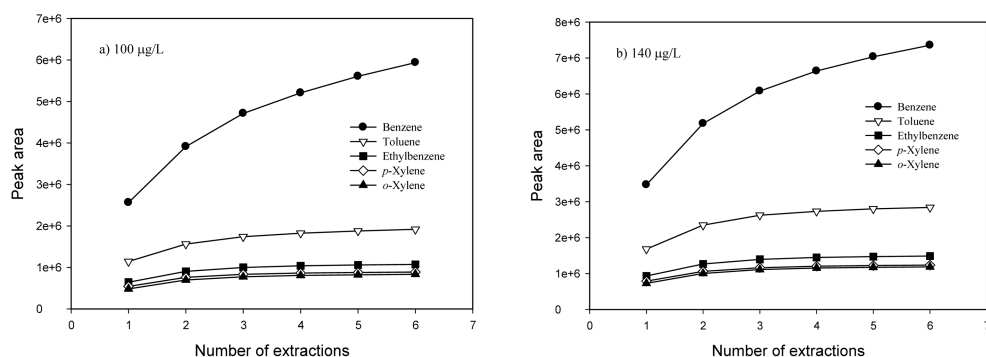 7e+6
6e+6
5e+6
4e+6
3e+6
2e+6
1e+6
0
a) 100 µg/L
Benzene
Toluene
Ethylbenzene
p-Xylene
o-Xylene
Peak area
0 1 2 3 4 5 6 7
Number of extractions
8e+6
7e+6
6e+6
5e+6
4e+6
3e+6
2e+6
1e+6
0
b) 140 µg/L
Benzene
Toluene
Ethylbenzene
p-Xylene
o-Xylene
Peak area
0 1 2 3 4 5 6 7
Number of extractions